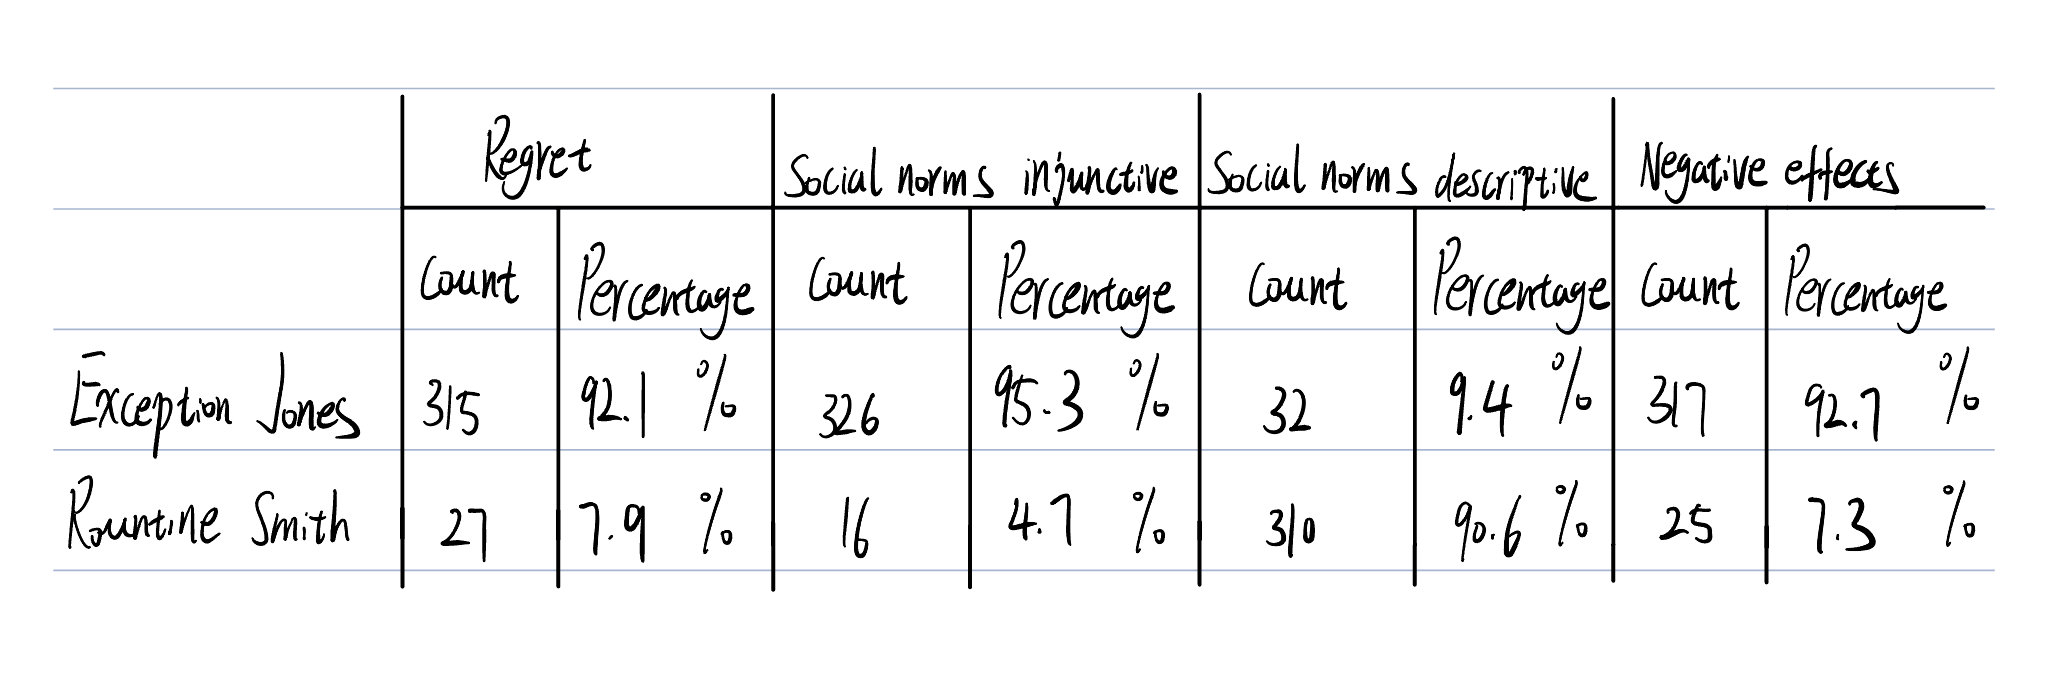 Regret Social norms injunctive Social norms descriptive Negative effects
Count Percentage Count Percentage Count Percentage Count Percentage
Exception Jones 315 92.1 % 326 95.3 % 32 9.4 % 317 92.7 %
Rountine Smith 27 7.9 % 16 4.7 % 310 90.6 % 25 7.3 %